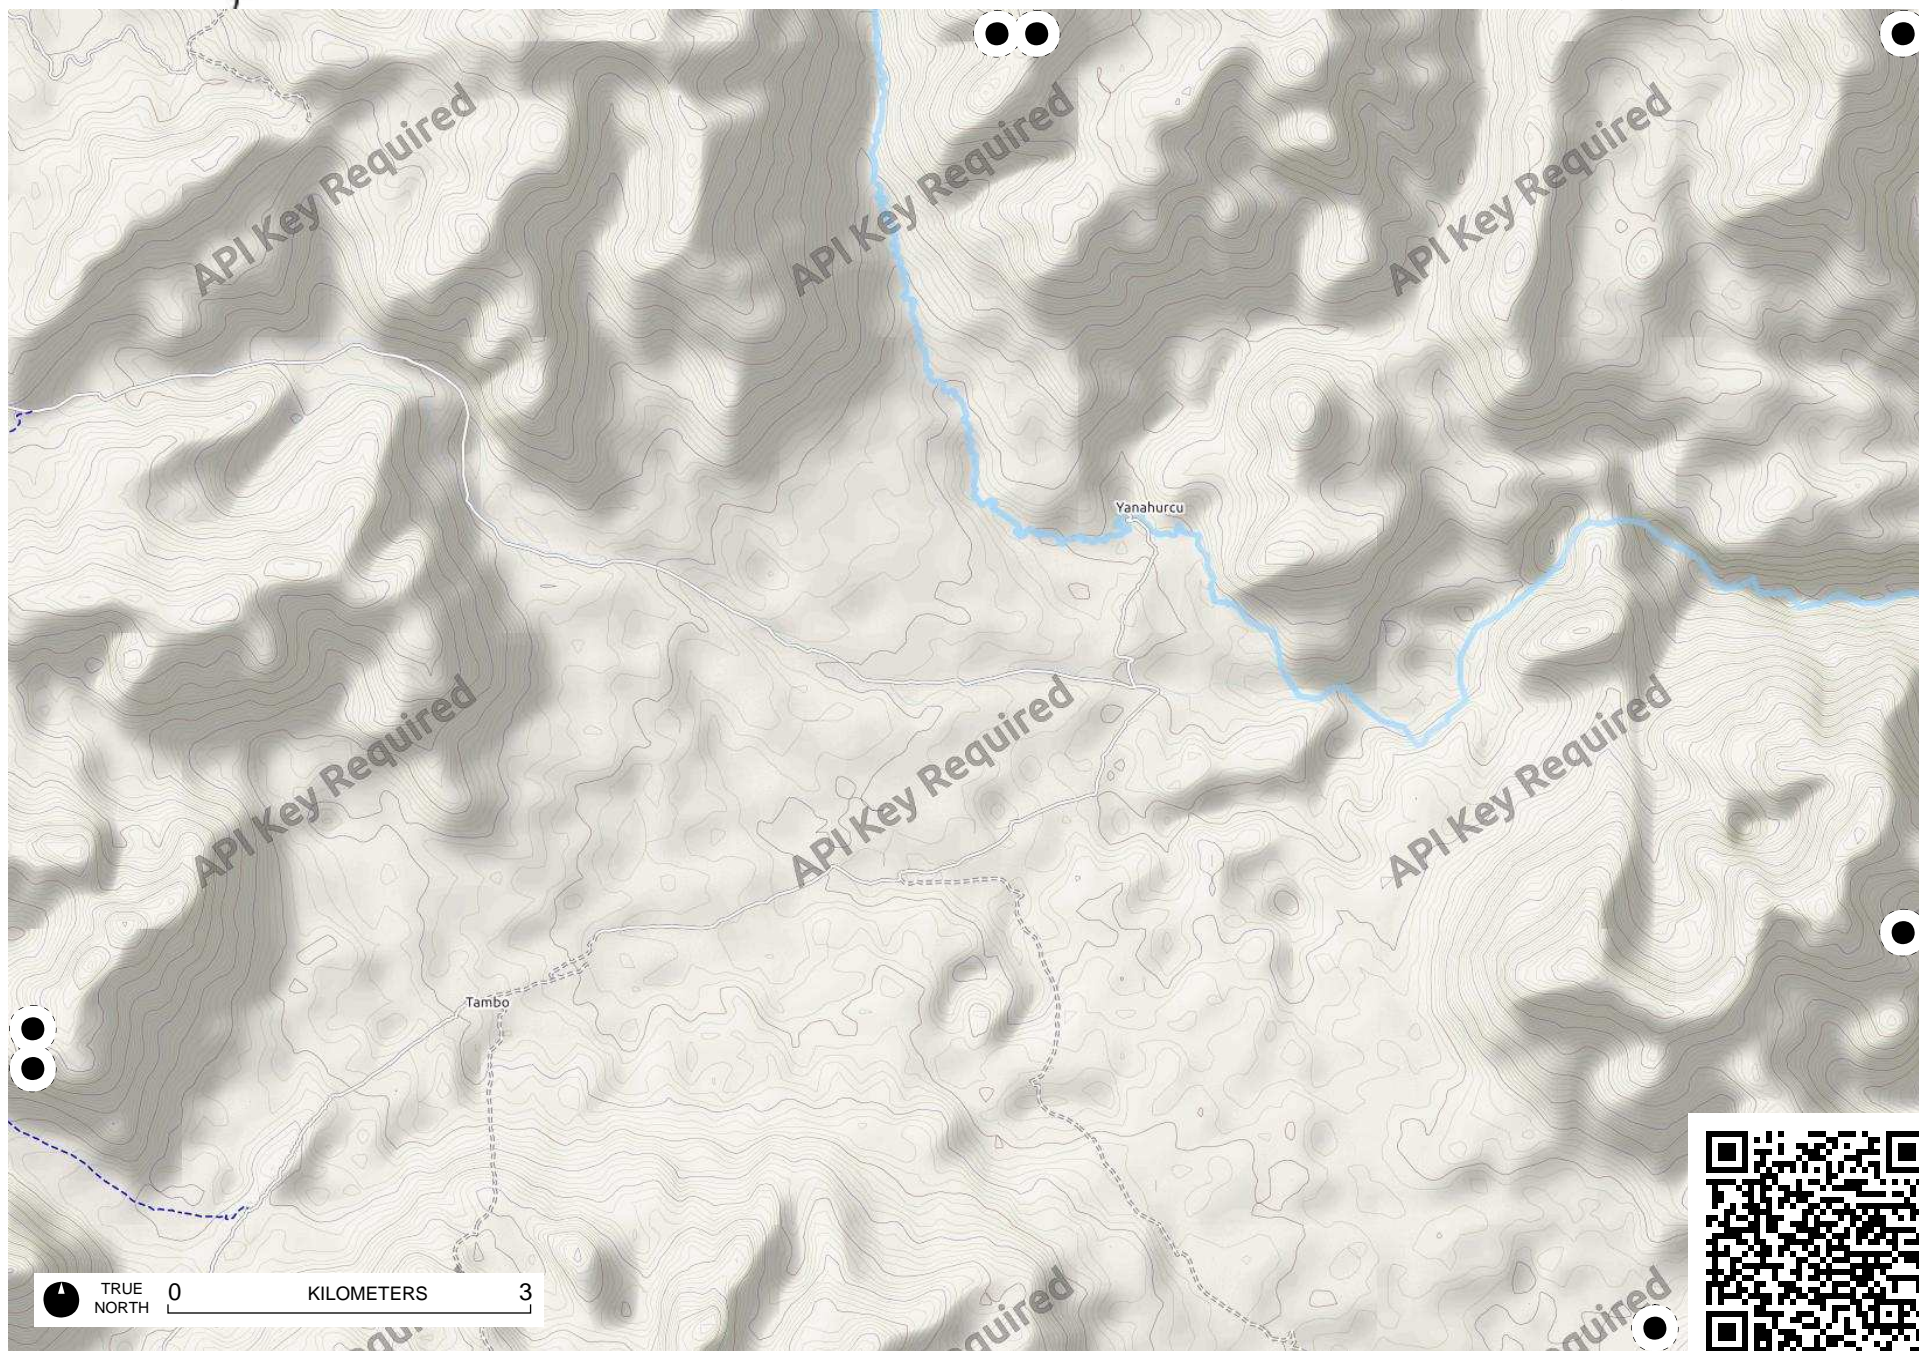 API Key Required
API Key Required
API Key Required
Yanahurcu
API Key Required
API Key Required
API Key Required
Tambo
TRUE
NORTH
0
KILOMETERS
3